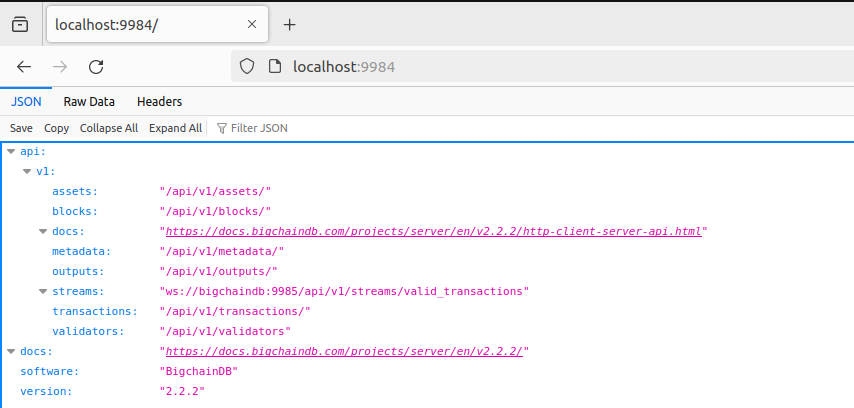 localhost:9984/
localhost:9984
JSON Raw Data Headers
Save Copy Collapse All Expand All Filter JSON
api:
v1:
assets: "/api/v1/assets/"
blocks: "/api/v1/blocks/"
docs: "https://docs.bigchaindb.com/projects/server/en/v2.2.2/http-client-server-api.html"
metadata: "/api/v1/metadata/"
outputs: "/api/v1/outputs/"
streams: "ws://bigchaindb:9985/api/v1/streams/valid_transactions"
transactions: "/api/v1/transactions/"
validators: "/api/v1/validators"
docs: "https://docs.bigchaindb.com/projects/server/en/v2.2.2/"
software: "BigchainDB"
version: "2.2.2"